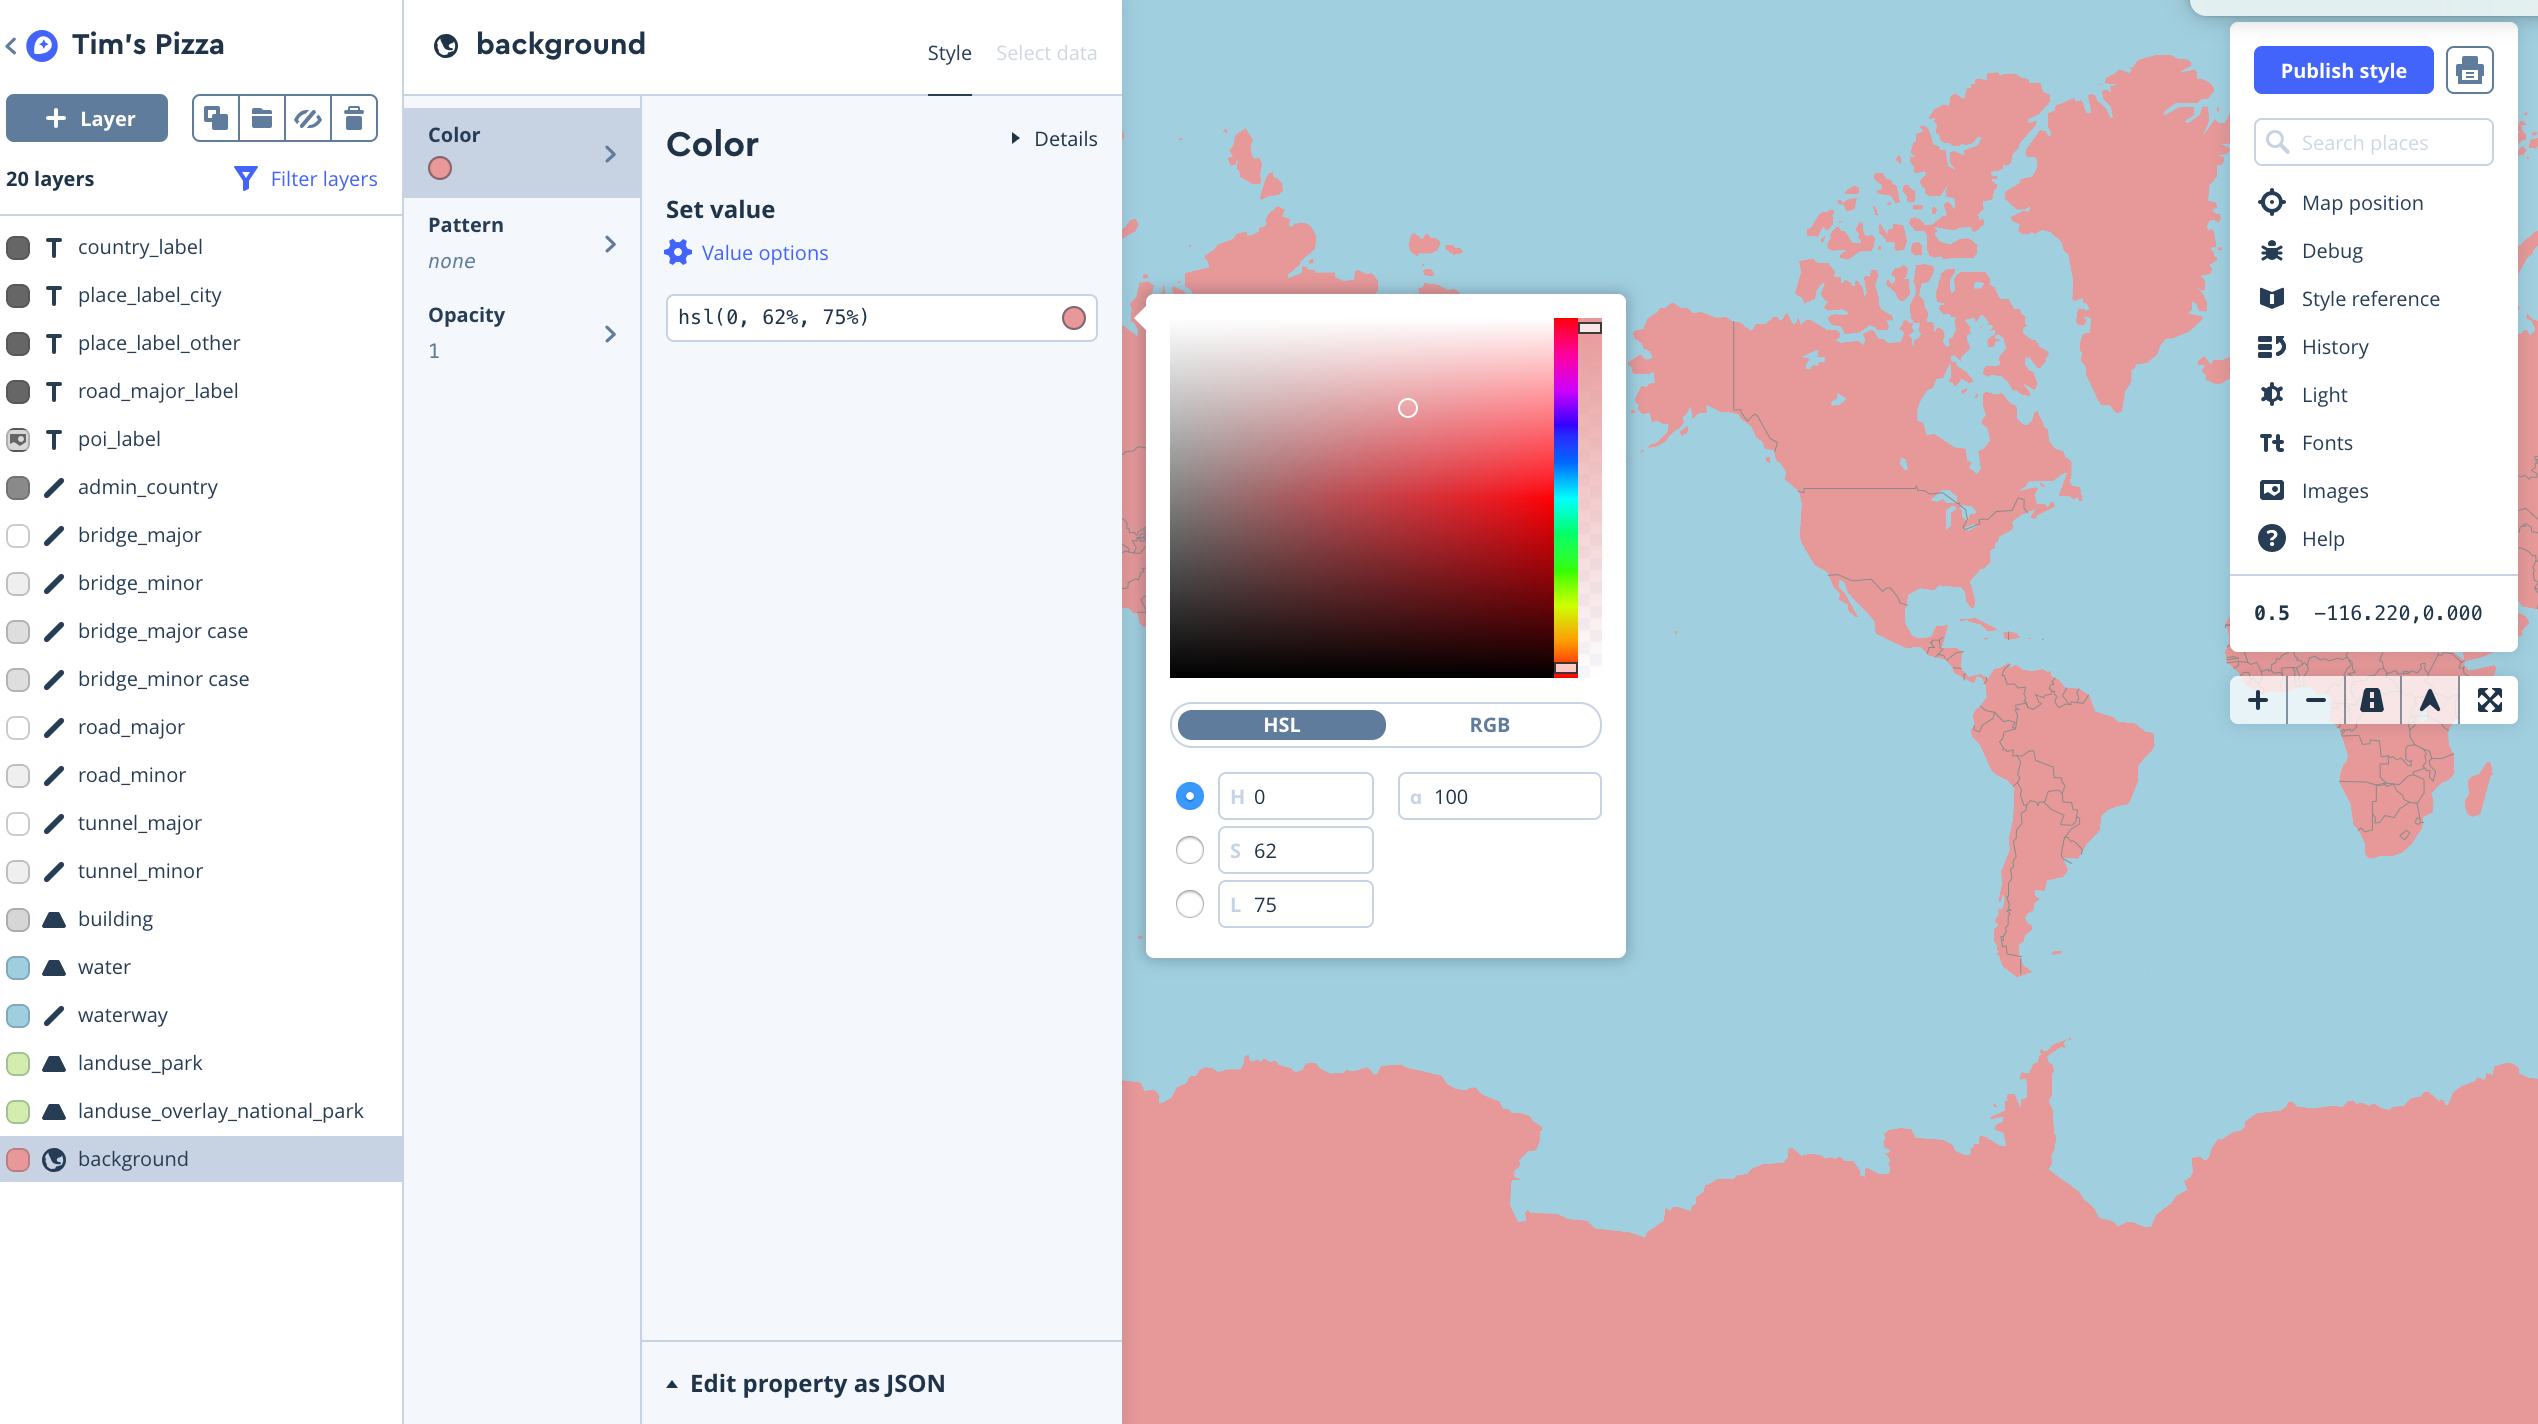 Tim's Pizza
Layer
20 layers
Filter layers
country_label
place_label_city
place_label_other
road_major_label
poi_label
admin_country
bridge_major
bridge_minor
bridge_major case
bridge_minor case
road_major
road_minor
tunnel_major
tunnel_minor
building
water
waterway
landuse_park
landuse_overlay_national_park
background
background
Style
Select data
Color
Pattern
none
Opacity
1
Color
Details
Set value
Value options
hsl(0, 62%, 75%)
Edit property as JSON
HSL
RGB
H 0
α 100
S 62
L 75
Publish style
Search places
Map position
Debug
Style reference
History
Light
Fonts
Images
Help
0.5 −116.220,0.000